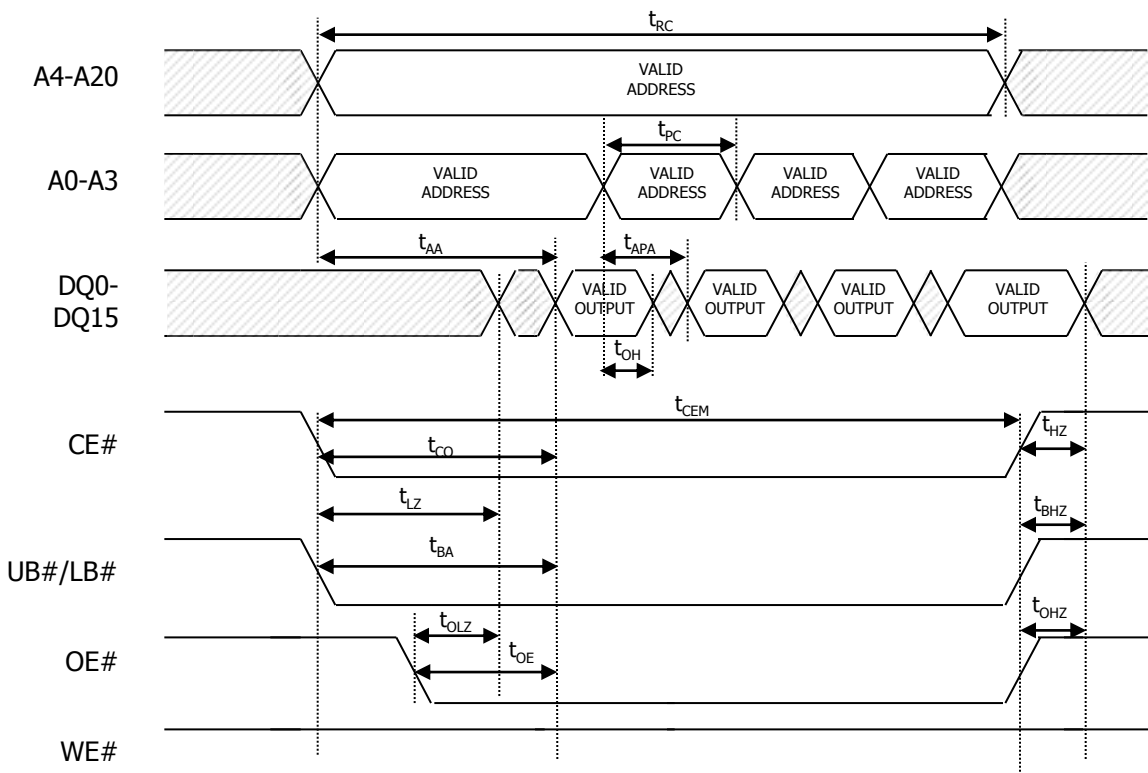 tRC
A4-A20
VALID
ADDRESS
tPC
A0-A3
VALID
ADDRESS
VALID
ADDRESS
VALID
ADDRESS
VALID
ADDRESS
tAA
tAPA
DQ0-
DQ15
VALID
OUTPUT
VALID
OUTPUT
VALID
OUTPUT
VALID
OUTPUT
tOH
tCEM
CE#
tCO
tHZ
tLZ
tBHZ
UB#/LB#
tBA
tOLZ
tOHZ
OE#
tOE
WE#